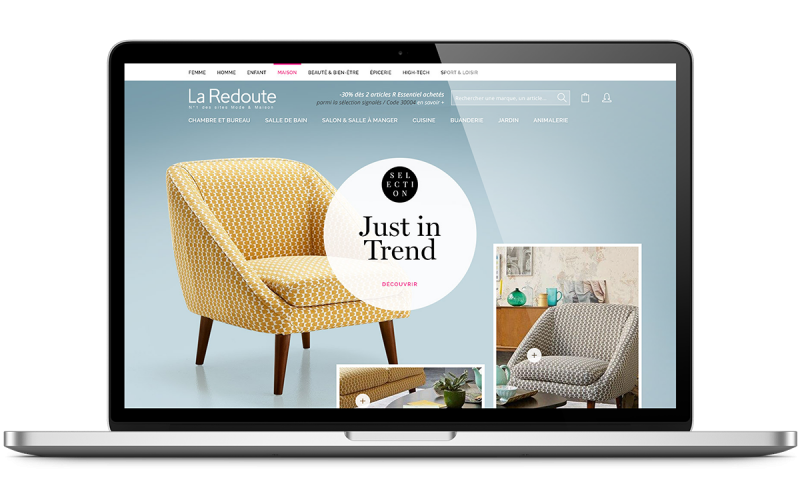 FEMME HOMME ENFANT MAISON BEAUTÉ & BIEN-ÊTRE ÉPICERIE HIGH-TECH SPORT & LOISIR
La Redoute
N°1 des sites Mode & Maison
-30% dès 2 articles R Essentiel achetés
parmi la sélection signalés / Code 30004 en savoir +
Rechercher une marque, un article...
CHAMBRE ET BUREAU SALLE DE BAIN SALON & SALLE À MANGER CUISINE BUANDERIE JARDIN ANIMALERIE
SEL
ECTI
ON
Just in
Trend
DECOUVRIR